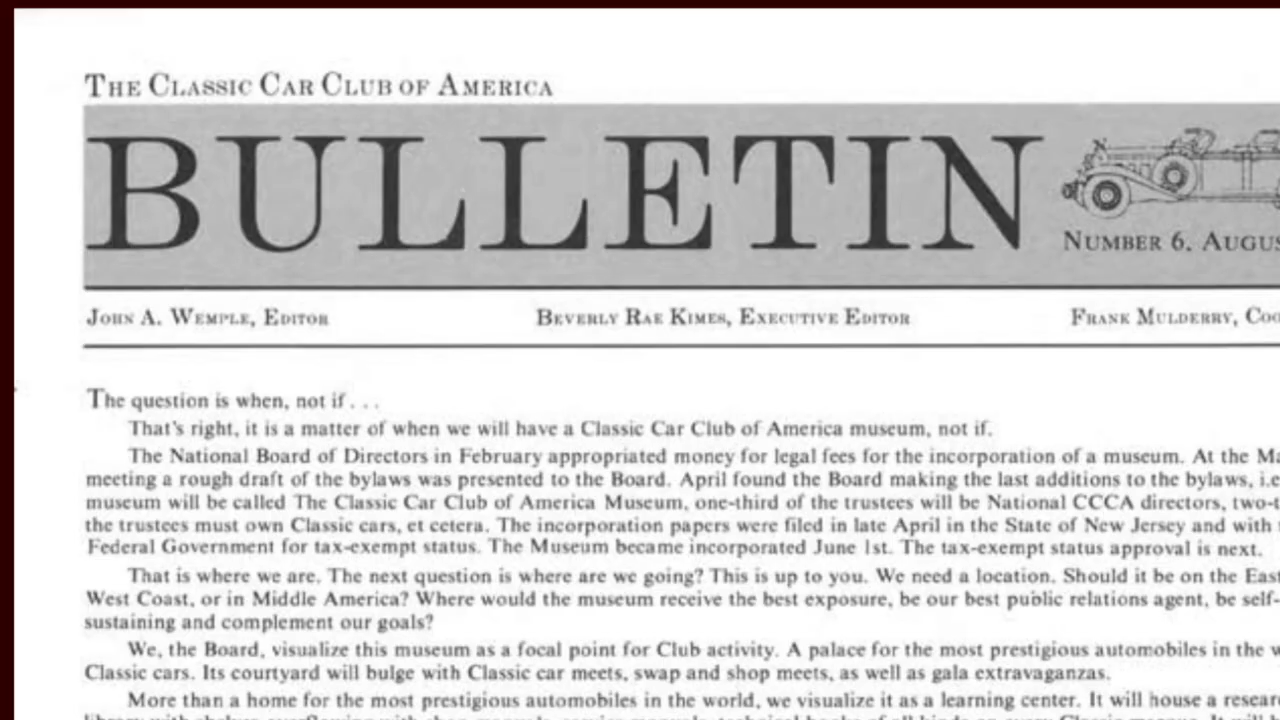 THE CLASSIC CAR CLUB OF AMERICA
BULLETIN
NUMBER 6, 
JOHN A. WEMPLE, EDITOR
BEVERLY RAE KIMES, EXECUTIVE EDITOR
FRANK MULDERRY,
The question is when, not if . . .
That's right, it is a matter of when we will have a Classic Car Club of America museum, not if.
The National Board of Directors in February appropriated money for legal fees for the incorporation of a museum. At the
meeting a rough draft of the bylaws was presented to the Board. April found the Board making the last additions to the bylaws, i.e
museum will be called The Classic Car Club of America Museum, one-third of the trustees will be National CCCA directors,
the trustees must own Classic cars, et cetera. The incorporation papers were filed in late April in the State of New Jersey and with
Federal Government for tax-exempt status. The Museum became incorporated June 1st. The tax-exempt status approval is next.
That is where we are. The next question is where are we going? This is up to you. We need a location. Should it be on the East
West Coast, or in Middle America? Where would the museum receive the best exposure, be our best public relations agent, be self-
sustaining and complement our goals?
We, the Board, visualize this museum as a focal point for Club activity. A palace for the most prestigious automobiles in the
Classic cars. Its courtyard will bulge with Classic car meets, swap and shop meets, as well as gala extravaganzas.
More than a home for the most prestigious automobiles in the world, we visualize it as a learning center. It will house a